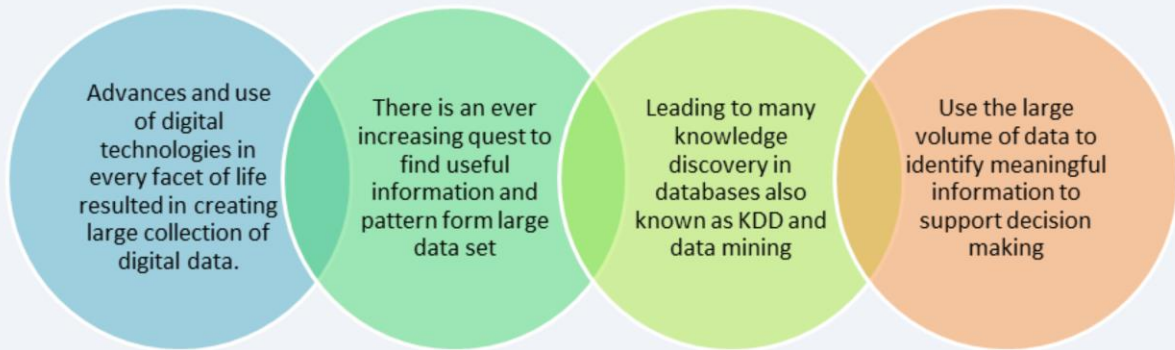 Advances and use
of digital
technologies in
every facet of life
resulted in creating
large collection of
digital data.
There is an ever
increasing quest to
find useful
information and
pattern form large
data set
Leading to many
knowledge
discovery in
databases also
known as KDD and
data mining
Use the large
volume of data to
identify meaningful
information to
support decision
making